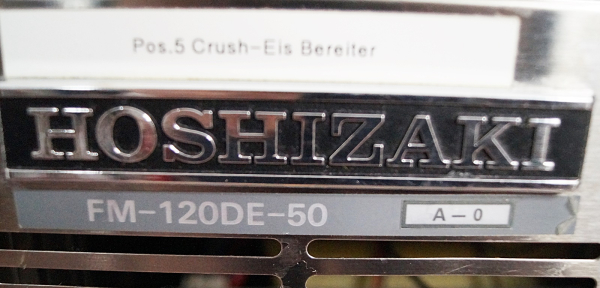 Pos.5 Crush-Eis Bereiter
HOSHIZAKI
FM-120DE-50 A-0